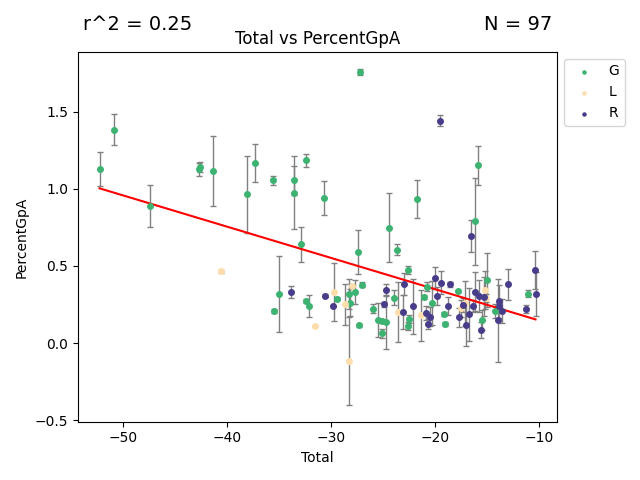 r^2 = 0.25
N = 97
Total vs PercentGpA
G
L
R
1.5
1.0
0.5
0.0
−0.5
PercentGpA
−50
−40
−30
−20
−10
Total